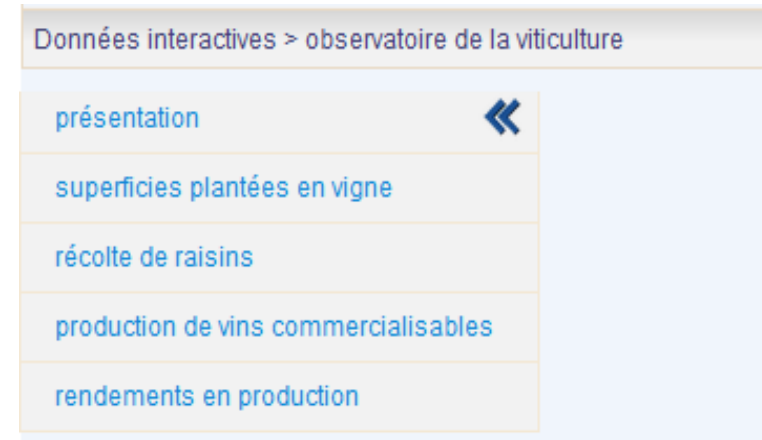 Données interactives > observatoire de la viticulture
présentation
superficies plantées en vigne
récolte de raisins
production de vins commercialisables
rendements en production